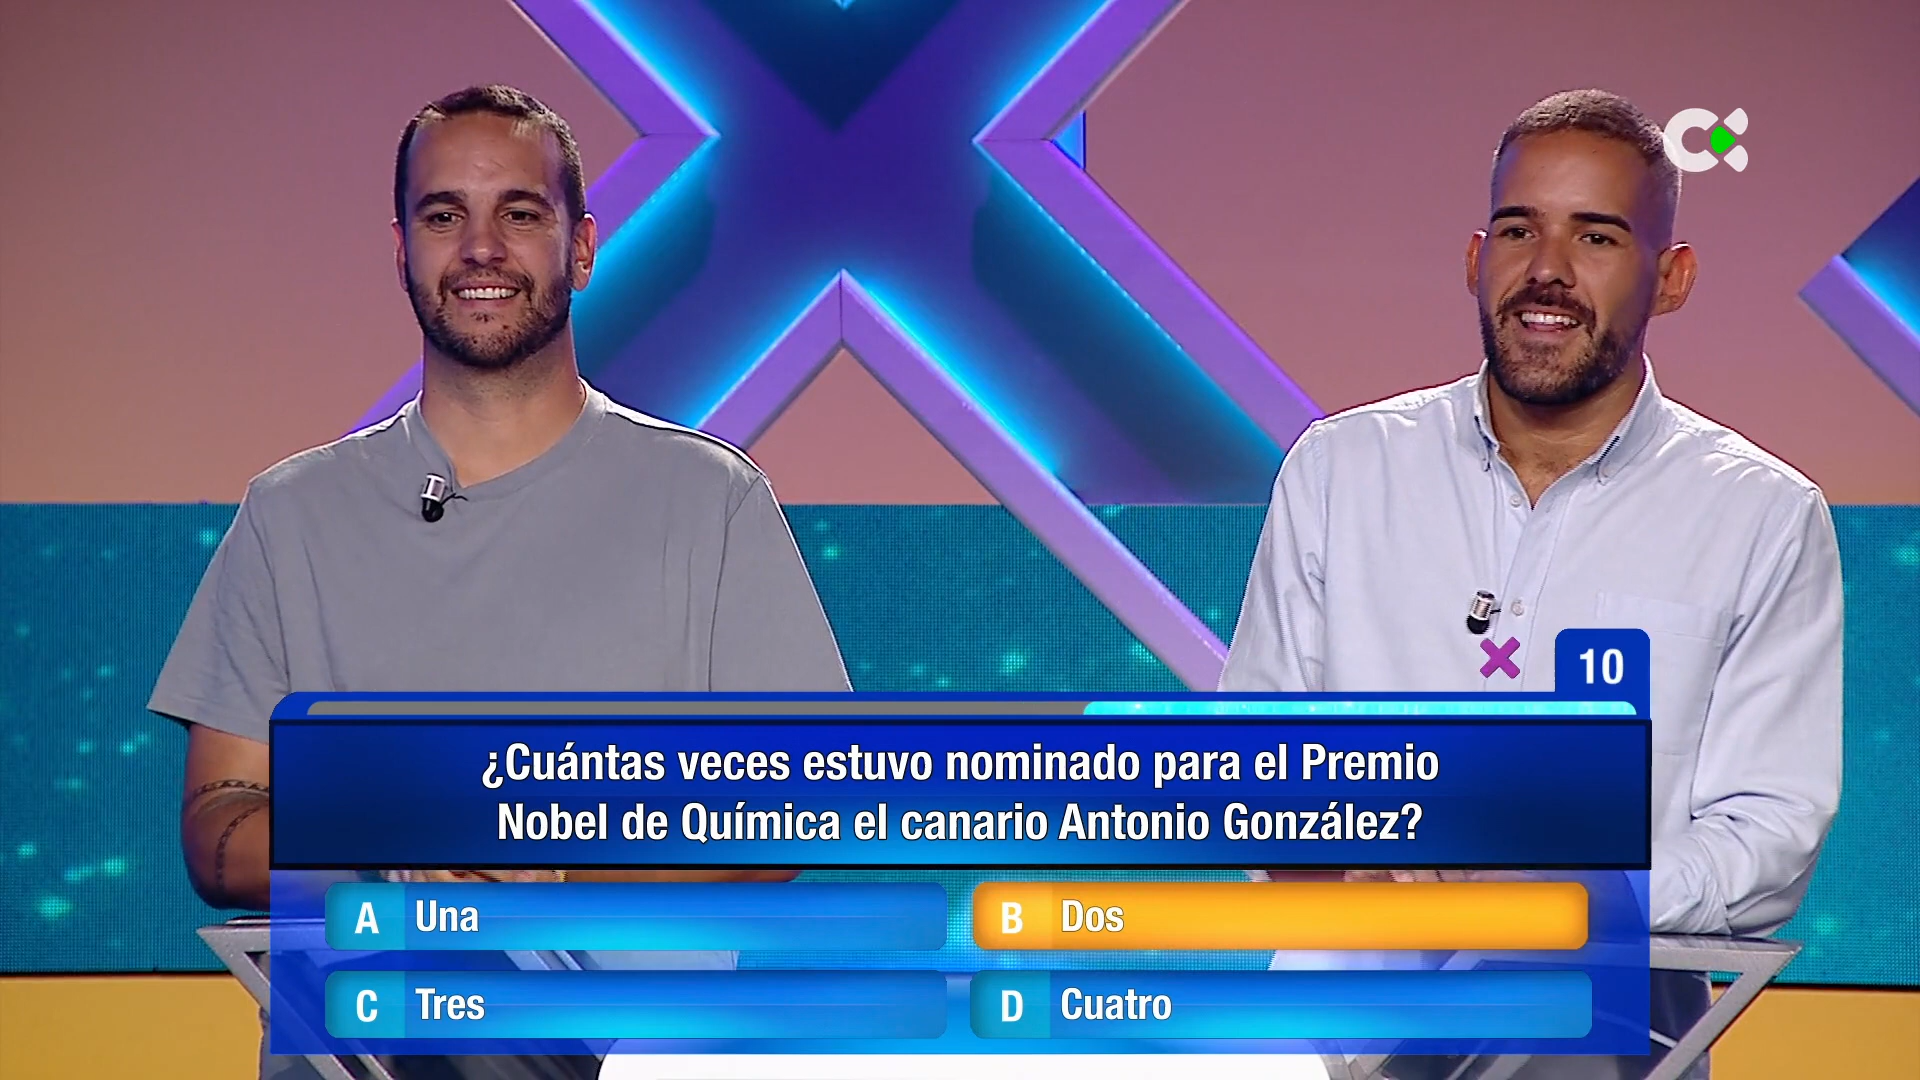 10
¿Cuántas veces estuvo nominado para el Premio
Nobel de Química el canario Antonio González?
A Una
B Dos
C Tres
D Cuatro